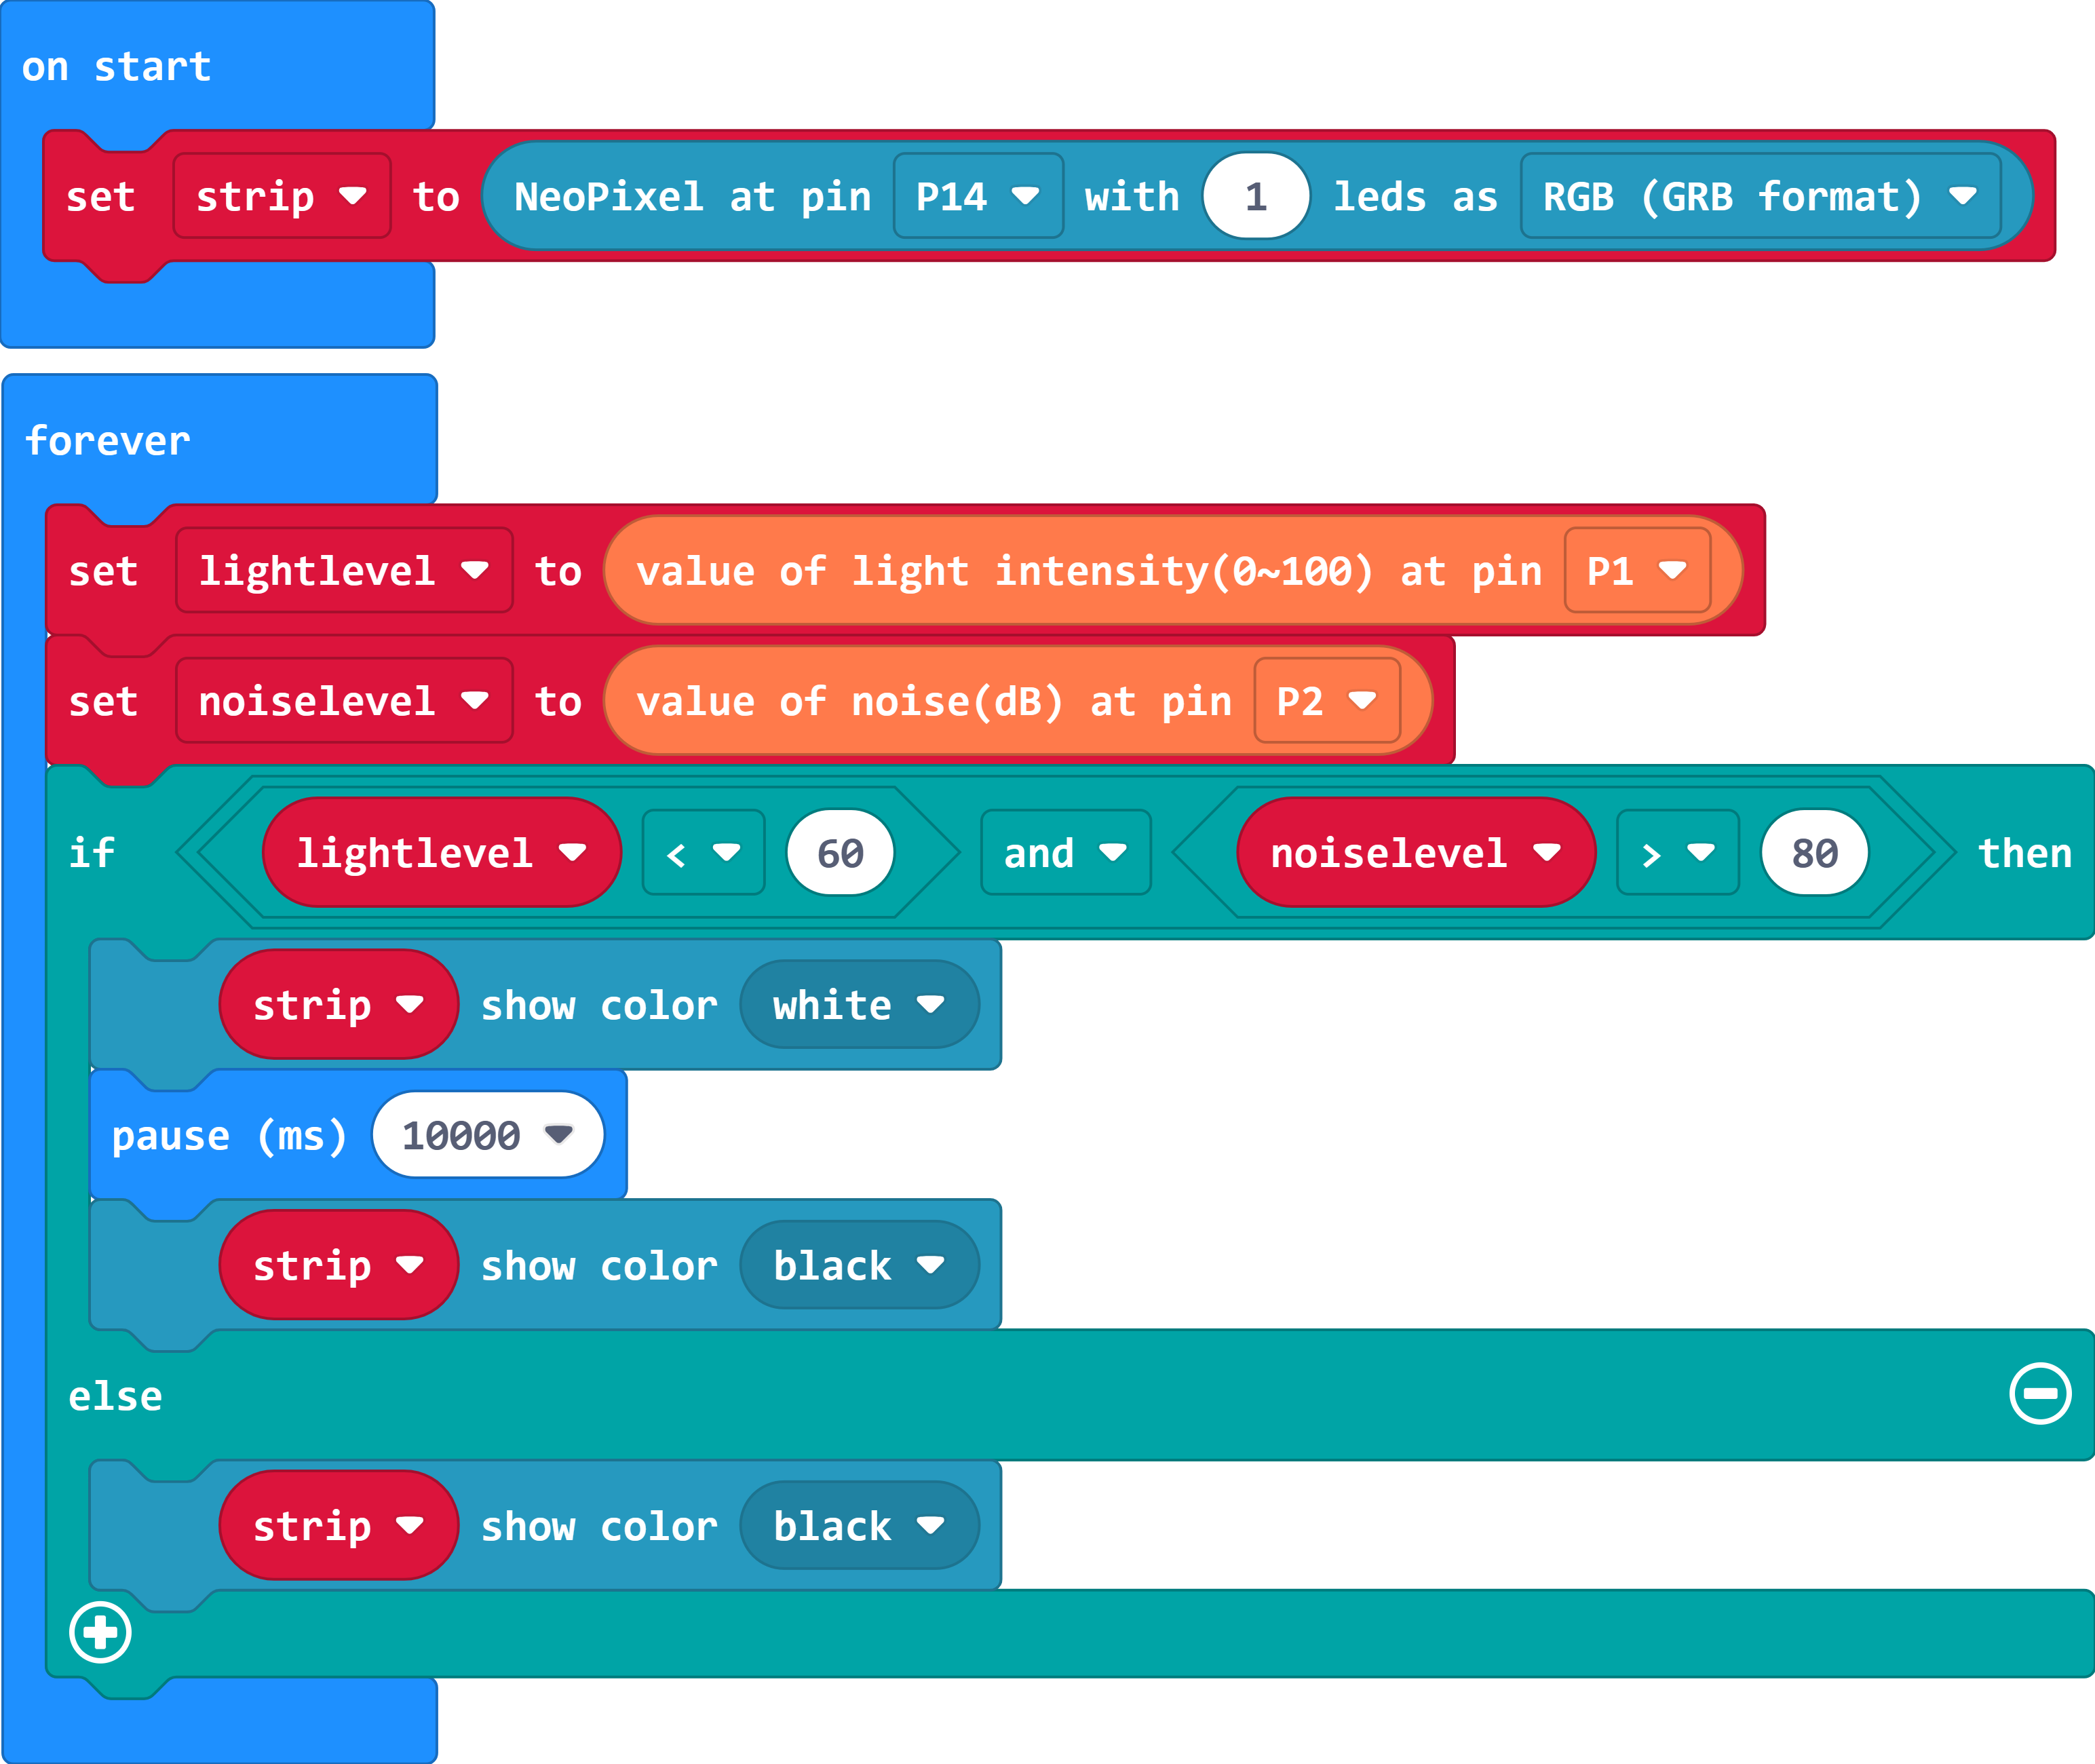 on start
set strip to NeoPixel at pin P14 with 1 leds as RGB (GRB format)
forever
set lightlevel to value of light intensity(0~100) at pin P1
set noiselevel to value of noise(dB) at pin P2
if lightlevel < 60 and noiselevel > 80 then
strip show color white
pause (ms) 10000
strip show color black
else
strip show color black